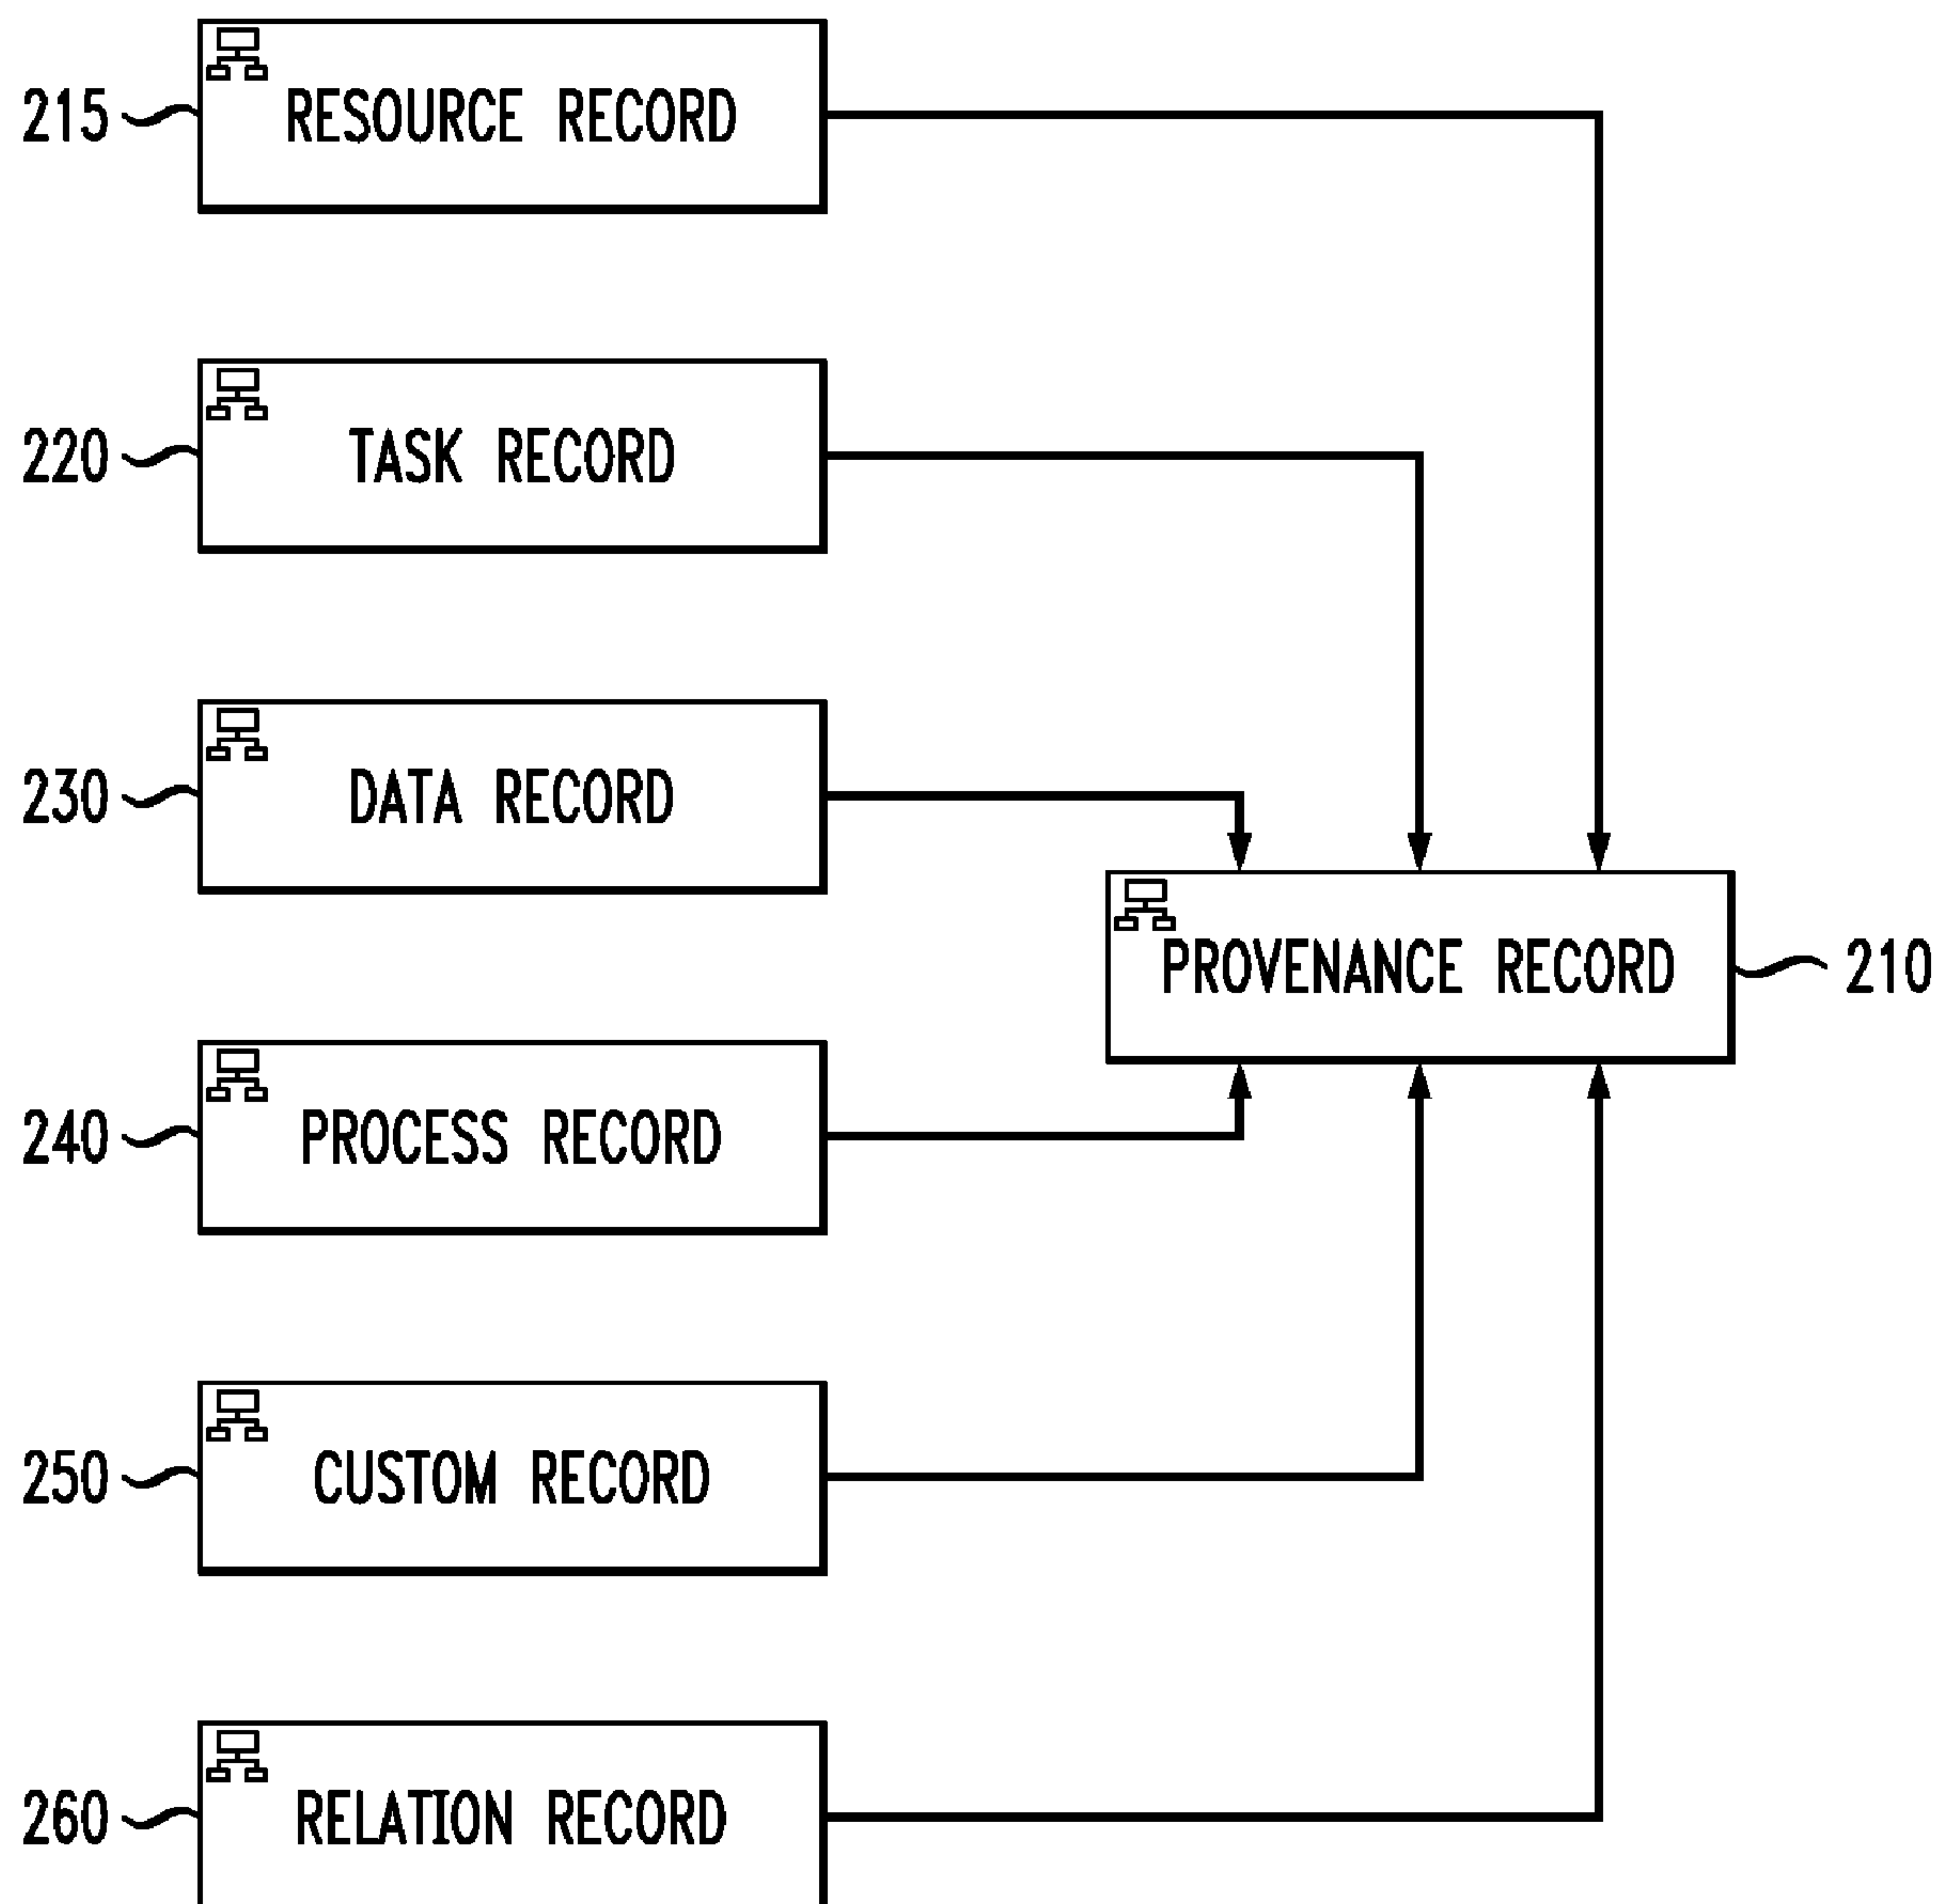 215 RESOURCE RECORD
220 TASK RECORD
230 DATA RECORD
PROVENANCE RECORD 210
240 PROCESS RECORD
250 CUSTOM RECORD
260 RELATION RECORD